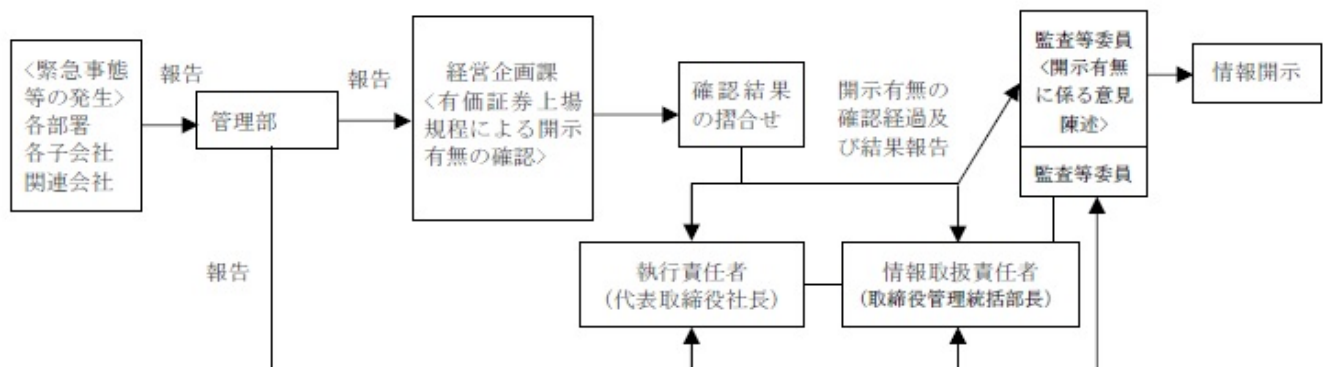 <緊急事態
等の発生>
各部署
各子会社
関連会社
報告
管理部
報告
経営企画課
<有価証券上場
規程による開示
有無の確認>
確認結果
の摺合せ
開示有無の
確認経過及
び結果報告
監査等委員
<開示有無
に係る意見
陳述>
監査等委員
情報開示
報告
執行責任者
(代表取締役社長)
情報取扱責任者
(取締役管理統括部長)